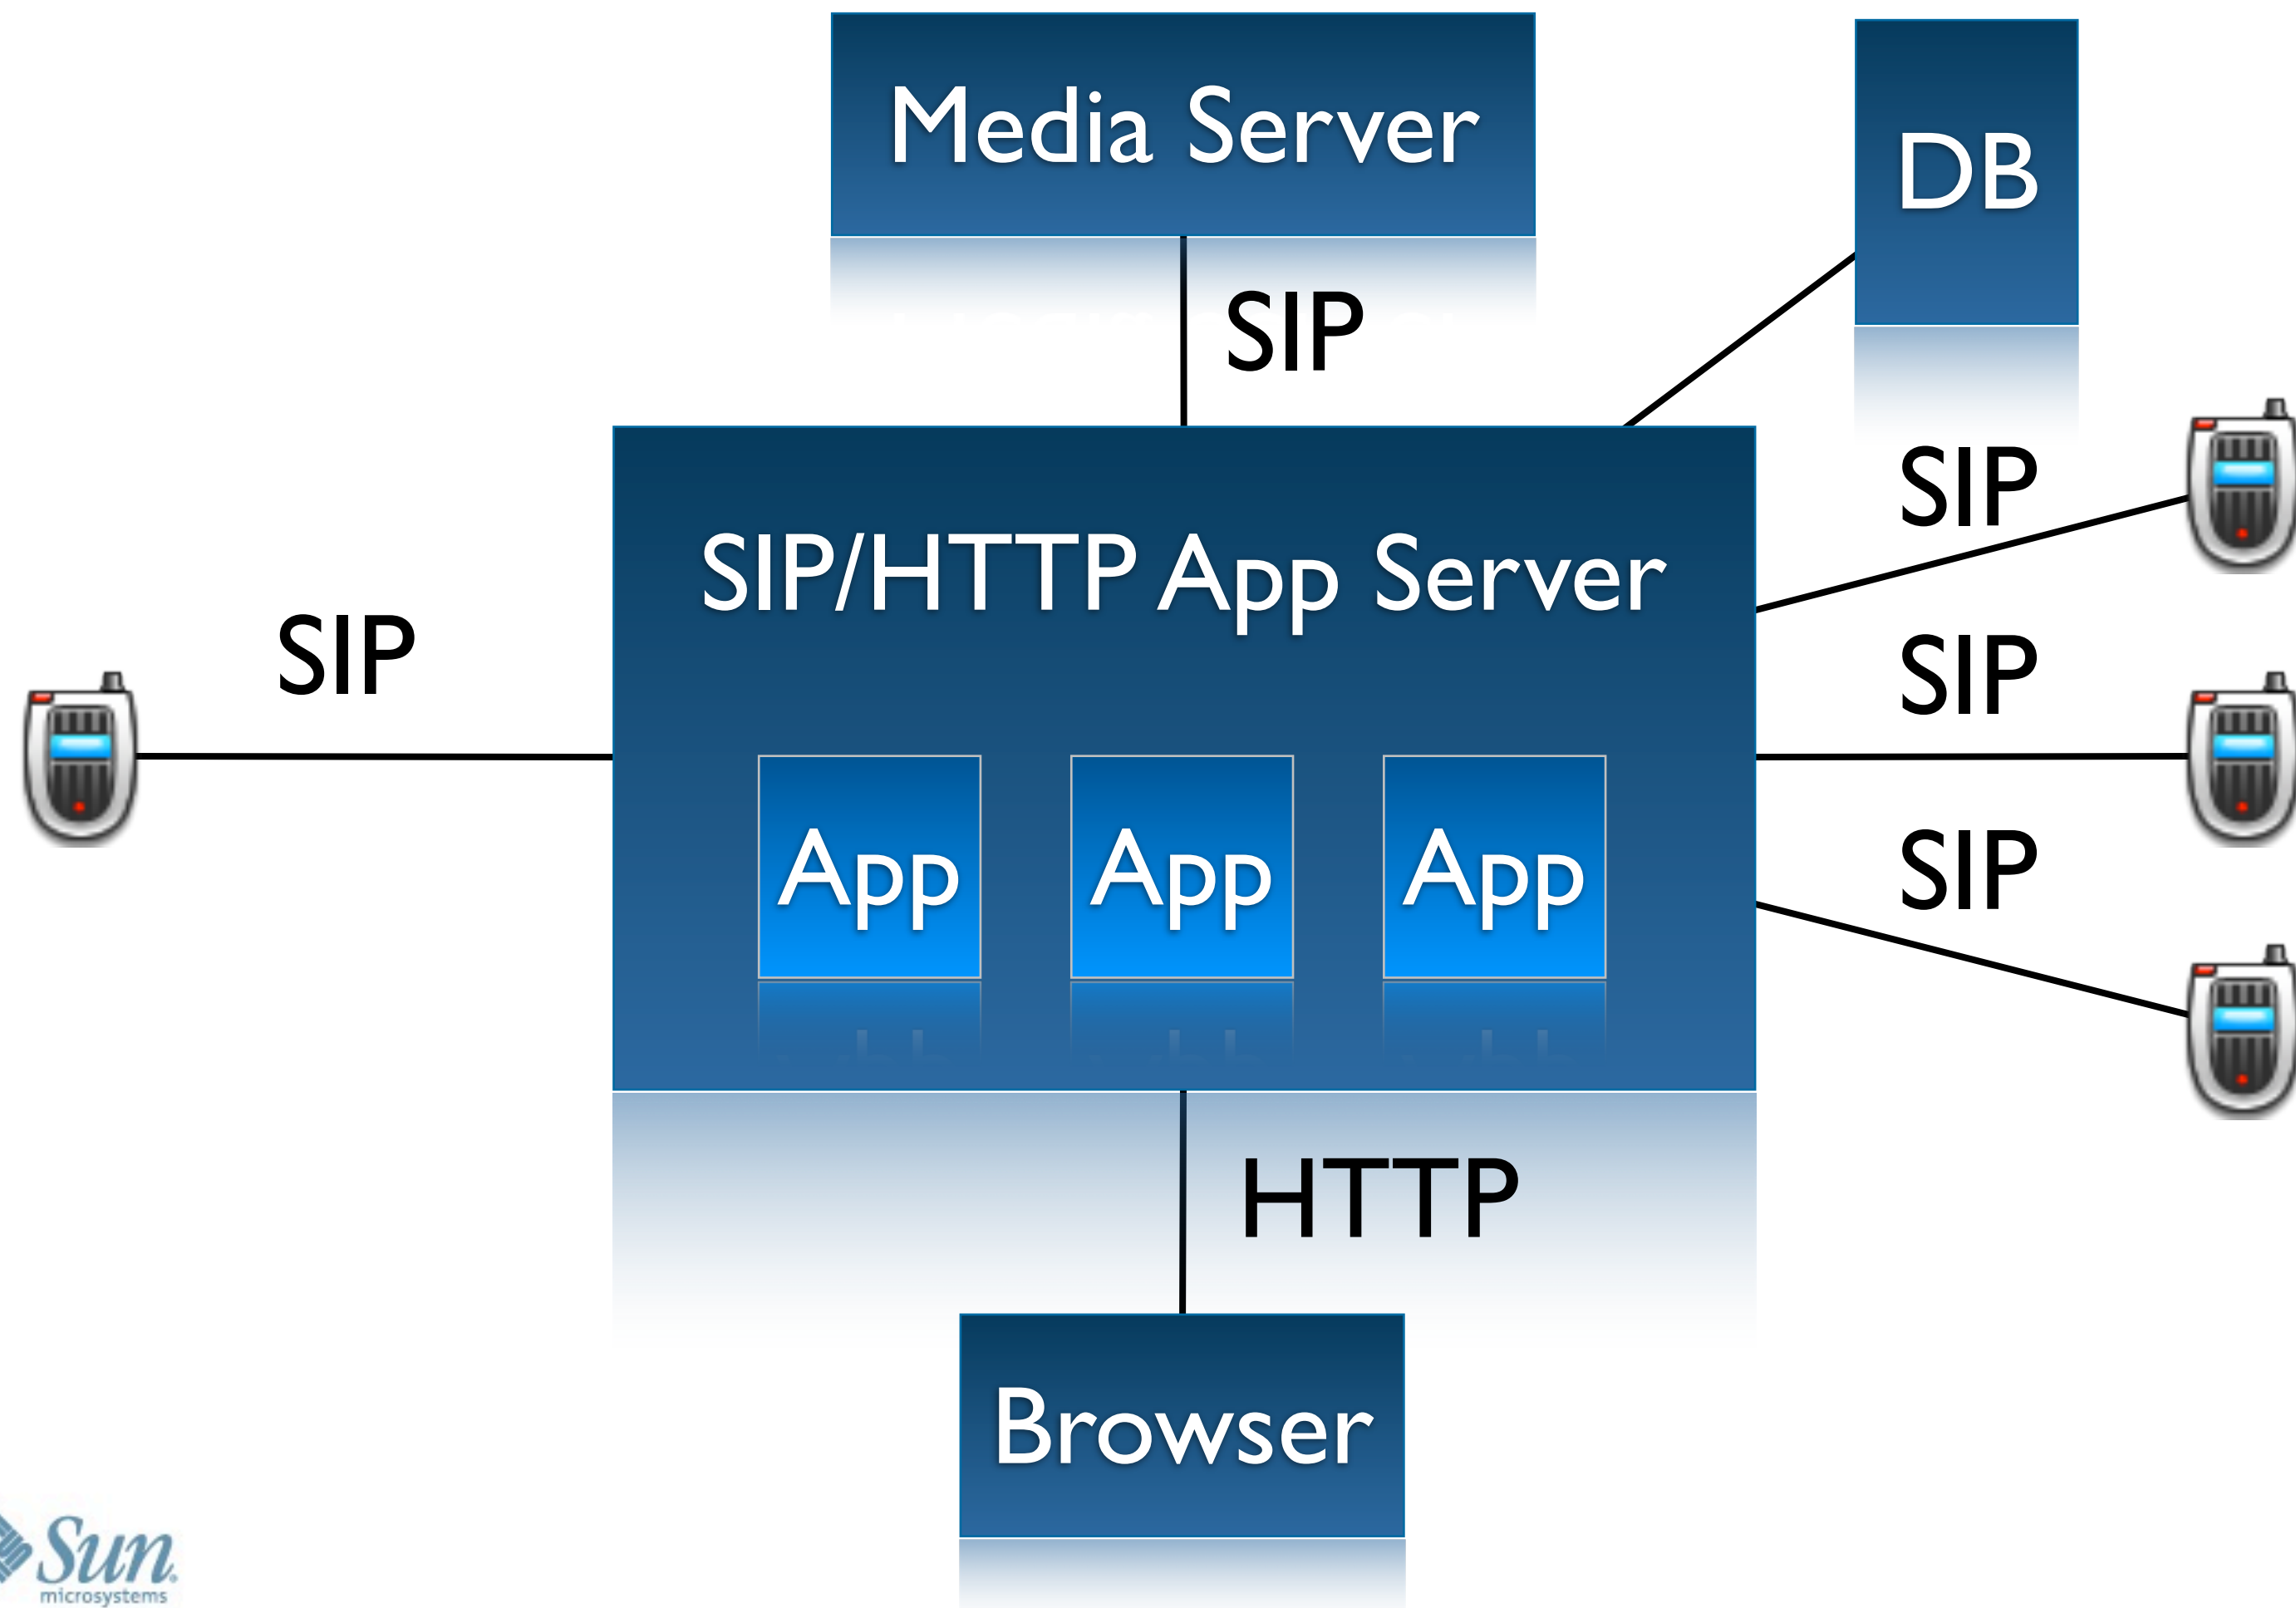 Media Server
DB
SIP
SIP
SIP/HTTP App Server
SIP
SIP
App
App
App
SIP
HTTP
Browser
Sun
microsystems